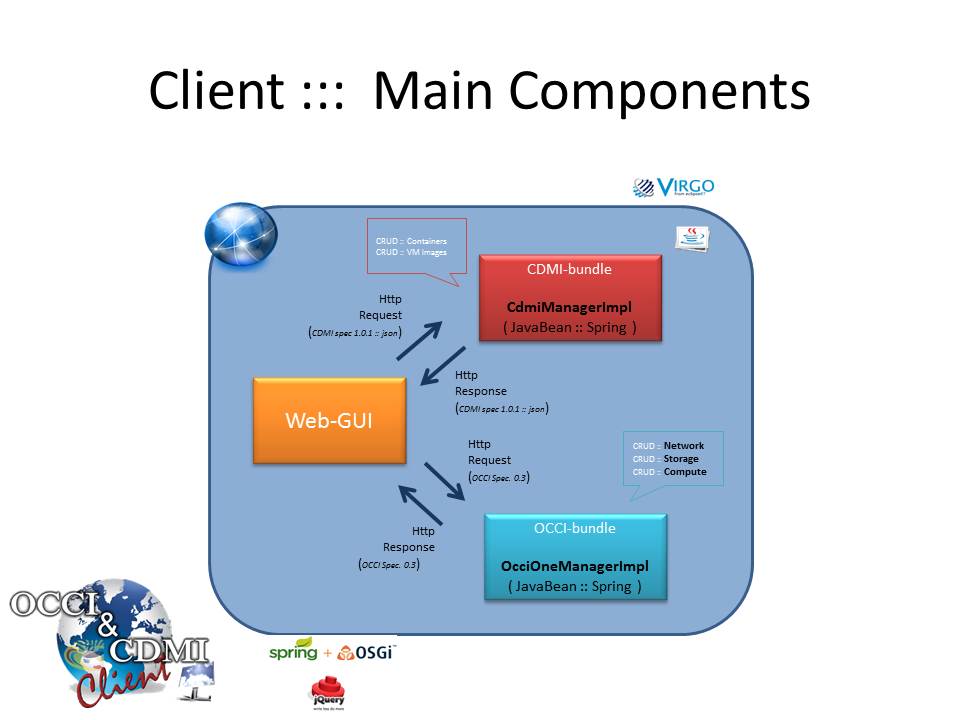 Client :::  Main Components
VIRGO
from eclipseRT
CRUD :: Containers
CRUD :: VM images
CDMI-bundle
CdmiManagerImpl
( JavaBean :: Spring )
Http
Request
(CDMI spec 1.0.1 :: json)
Http
Response
(CDMI spec 1.0.1 :: json)
Web-GUI
Http
Request
(OCCI Spec. 0.3)
CRUD :: Network
CRUD :: Storage
CRUD :: Compute
Http
Response
(OCCI Spec. 0.3)
OCCI-bundle
OcciOneManagerImpl
( JavaBean :: Spring )
OCCI
&
CDMI
Client
spring + OSGi™
jQuery
write less do more